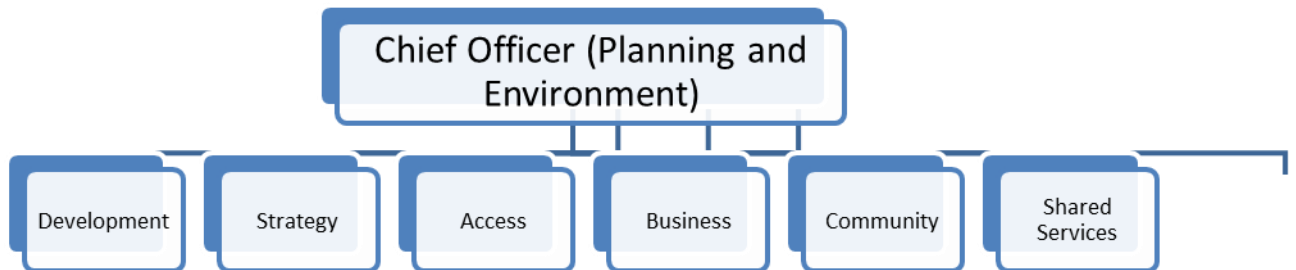 Chief Officer (Planning and
Environment)
Development
Strategy
Access
Business
Community
Shared
Services